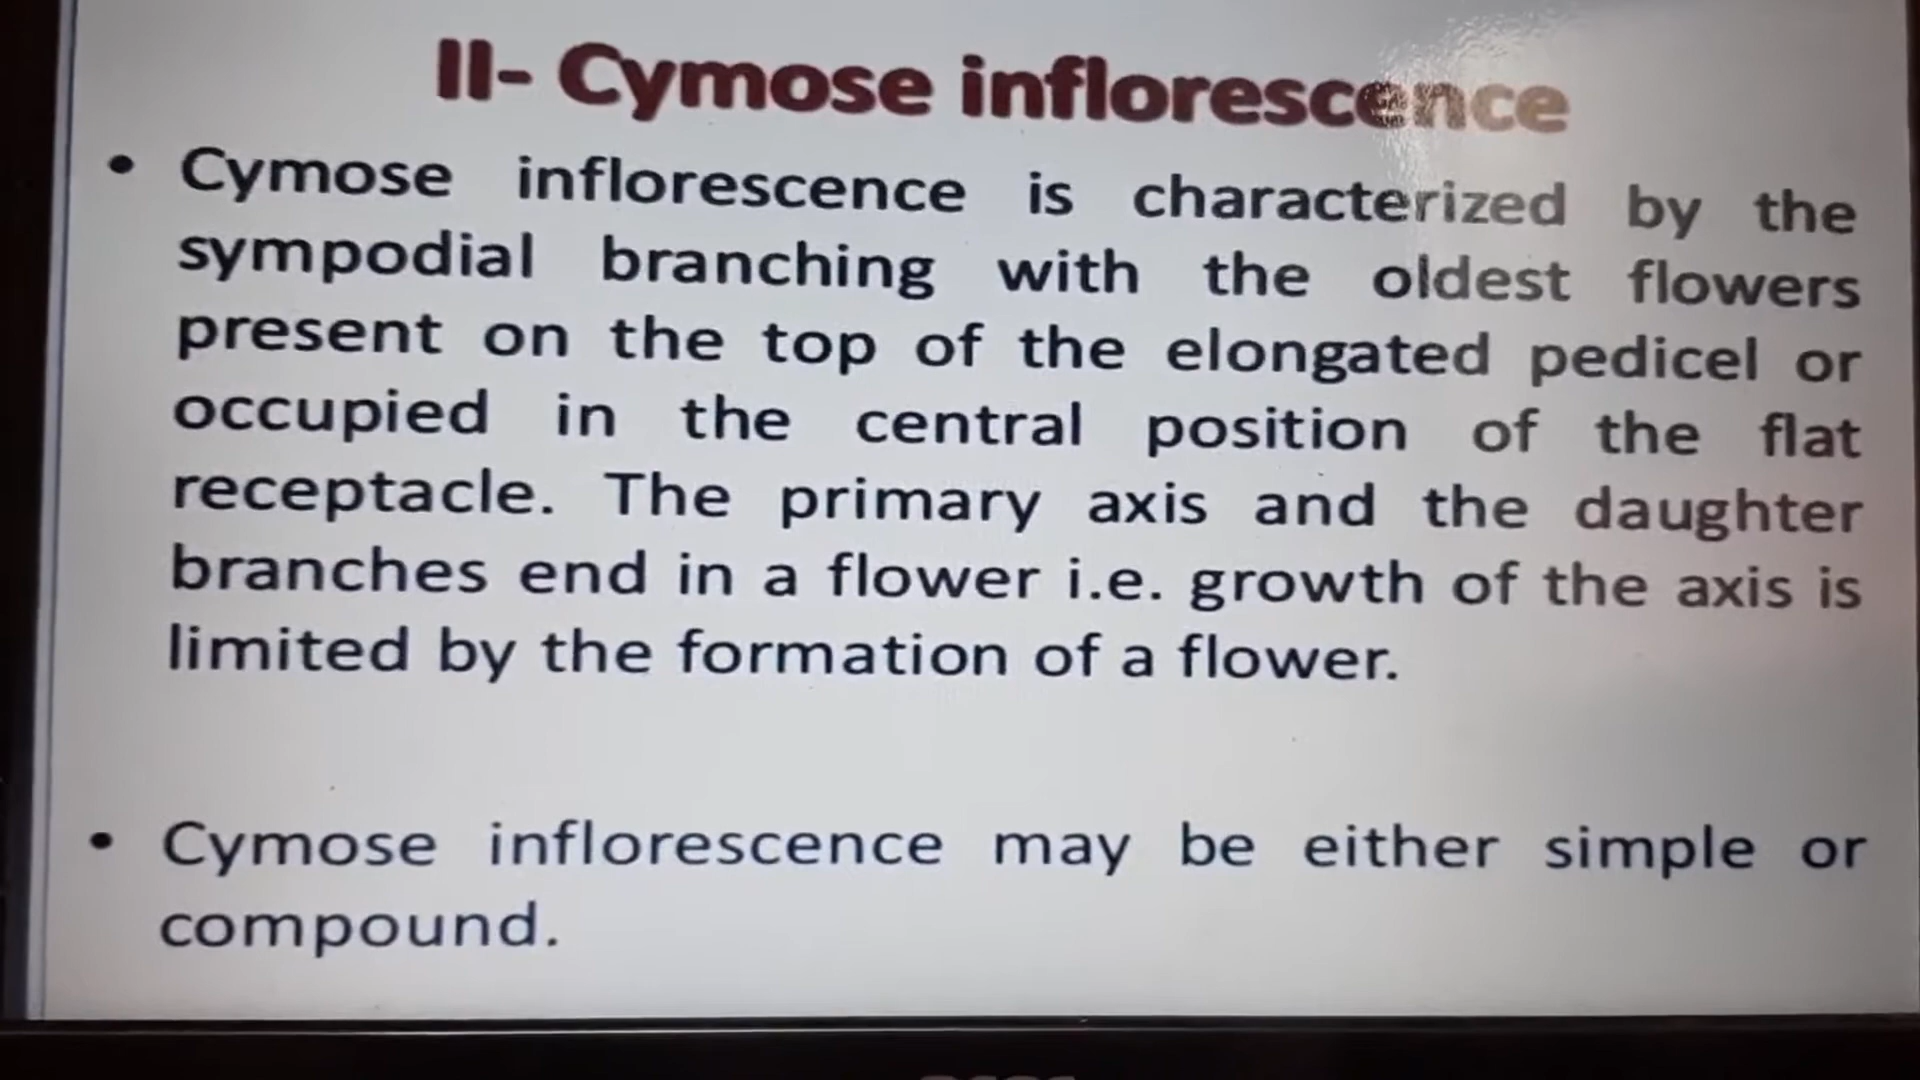 II- Cymose inflorescence
• Cymose inflorescence is characterized by the
sympodial branching with the oldest flowers
present on the top of the elongated pedicel or
occupied in the central position of the flat
receptacle. The primary axis and the daughter
branches end in a flower i.e. growth of the axis is
limited by the formation of a flower.
• Cymose inflorescence may be either simple or
compound.